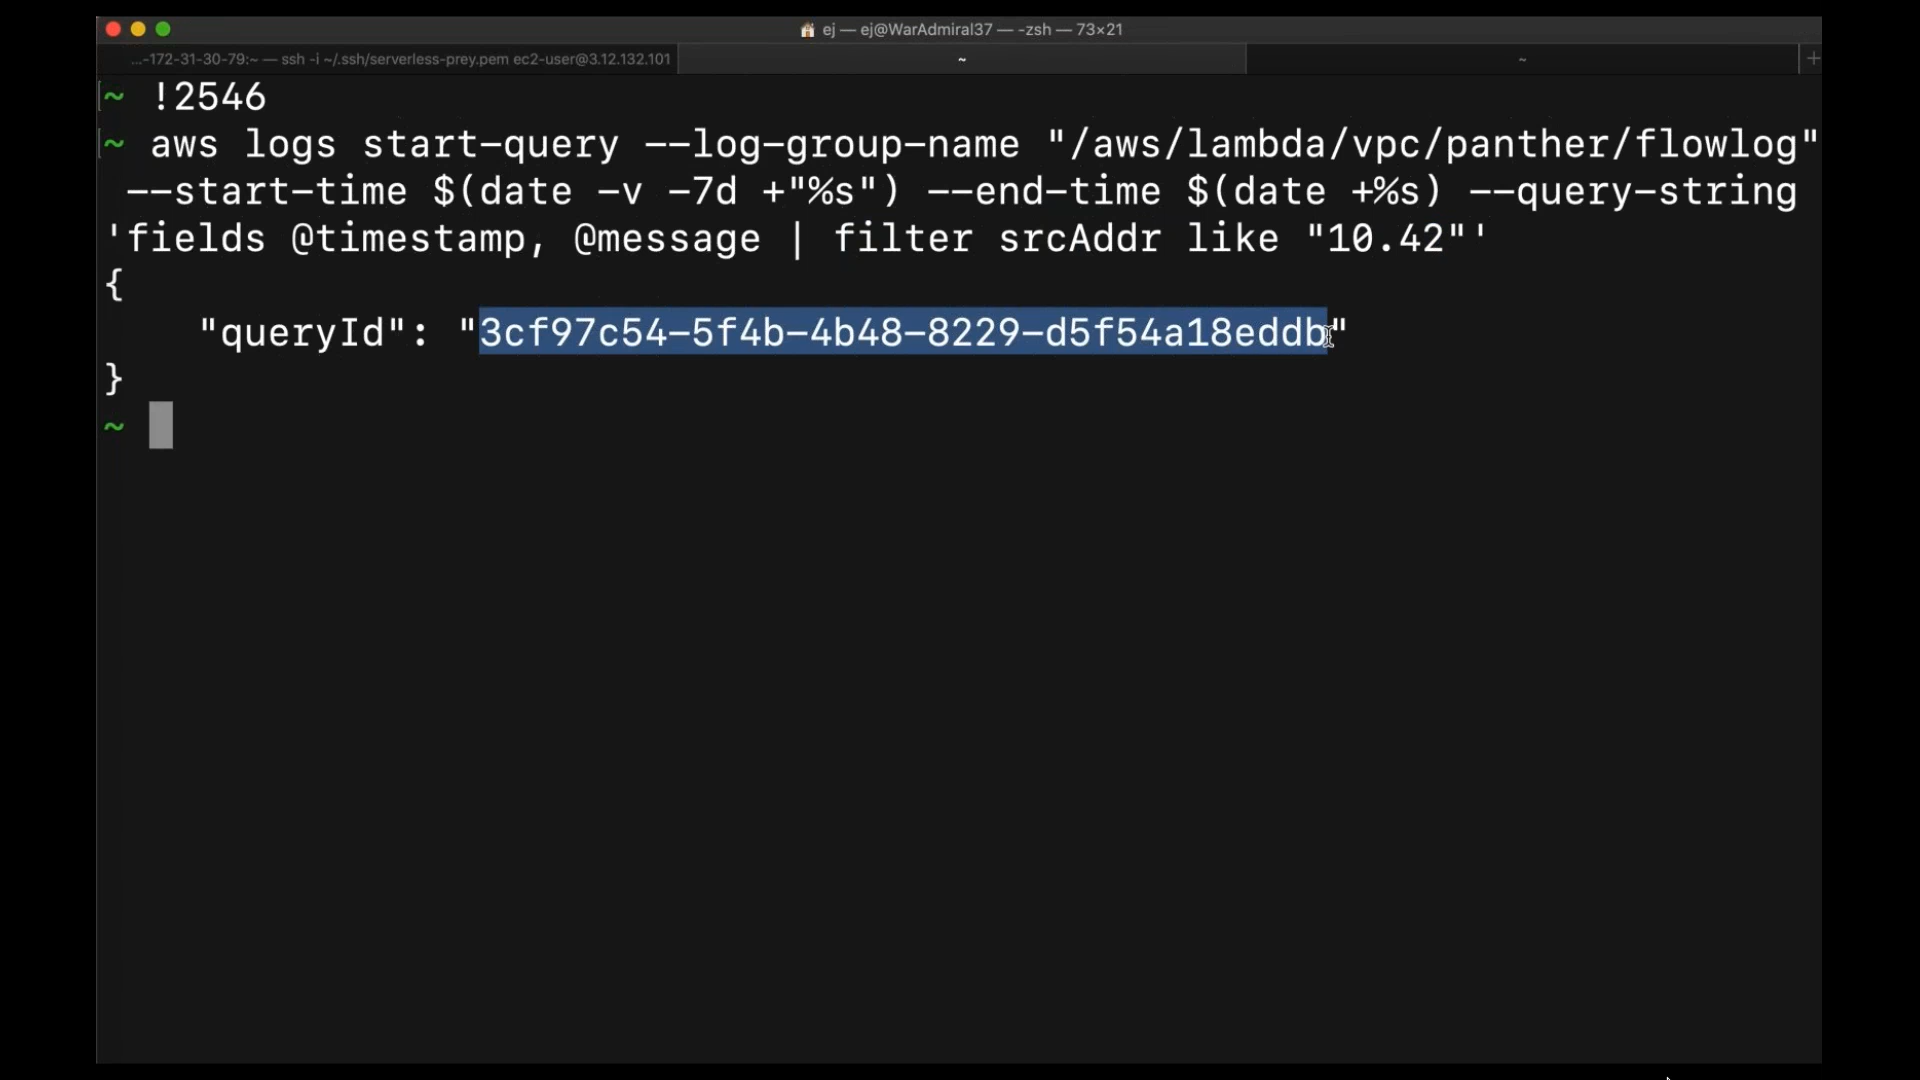 ej — ej@WarAdmiral37 — -zsh — 73×21
...-172-31-30-79:~ — ssh -i ~/.ssh/serverless-prey.pem ec2-user@3.12.132.101
~
~
+
[~ !2546
[~ aws logs start-query --log-group-name "/aws/lambda/vpc/panther/flowlog"
--start-time $(date -v -7d +"%s") --end-time $(date +%s) --query-string
'fields @timestamp, @message | filter srcAddr like "10.42"'
{
"queryId": "3cf97c54-5f4b-4b48-8229-d5f54a18eddb"
}
~